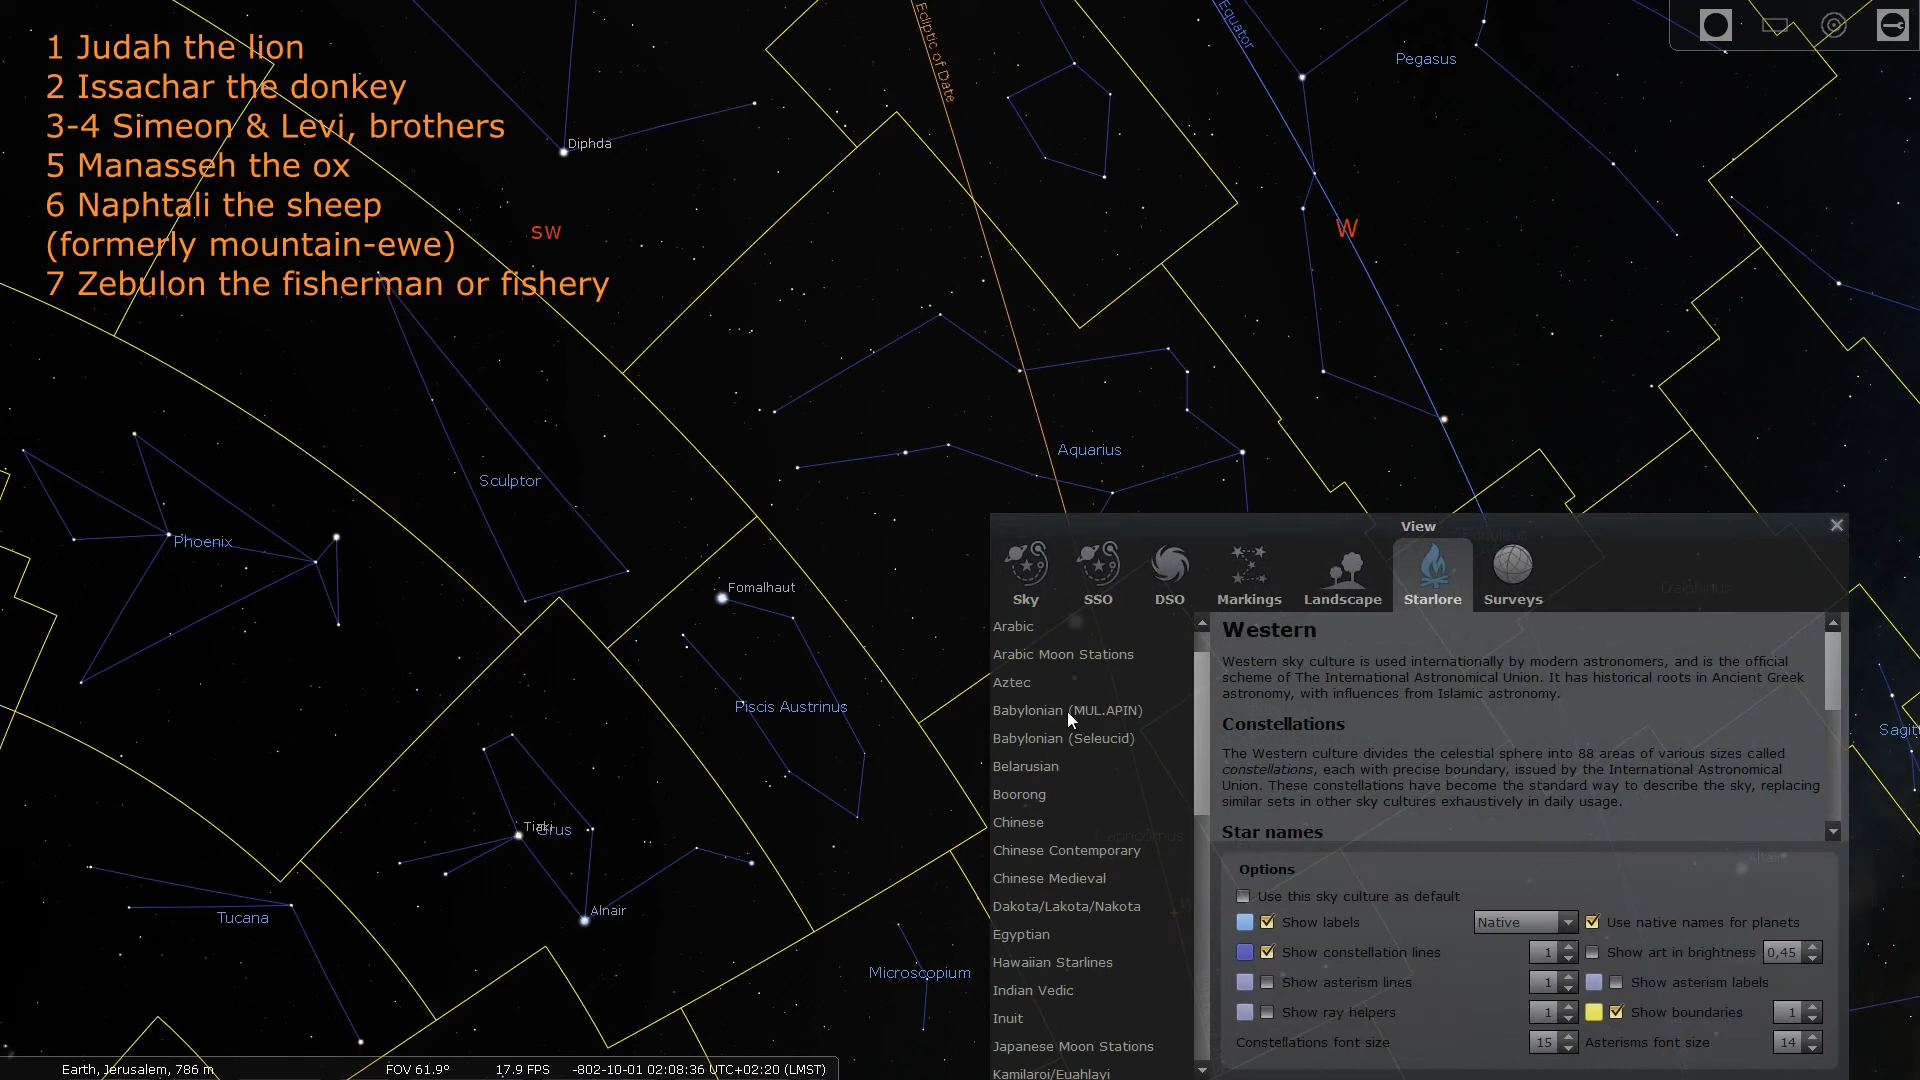 1 Judah the lion
2 Issachar the donkey
3-4 Simeon & Levi, brothers
5 Manasseh the ox
6 Naphtali the sheep
(formerly mountain-ewe)
7 Zebulon the fisherman or fishery
Ecliptic of Date
Equator
Pegasus
Diphda
SW
W
Aquarius
Sculptor
Phoenix
Fomalhaut
Piscis Austrinus
Tiaki
Grus
Alnair
Tucana
Microscopium
Sagit
Delphinus
Altair
View
Sky
SSO
DSO
Markings
Landscape
Starlore
Surveys
Arabic
Arabic Moon Stations
Aztec
Babylonian (MUL.APIN)
Babylonian (Seleucid)
Belarusian
Boorong
Chinese
Chinese Contemporary
Chinese Medieval
Dakota/Lakota/Nakota
Egyptian
Hawaiian Starlines
Indian Vedic
Inuit
Japanese Moon Stations
Kamilaroi/Euahlayi
Western
Western sky culture is used internationally by modern astronomers, and is the official
scheme of The International Astronomical Union. It has historical roots in Ancient Greek
astronomy, with influences from Islamic astronomy.
Constellations
The Western culture divides the celestial sphere into 88 areas of various sizes called
constellations, each with precise boundary, issued by the International Astronomical
Union. These constellations have become the standard way to describe the sky, replacing
similar sets in other sky cultures exhaustively in daily usage.
Star names
Options
Use this sky culture as default
Show labels Native Use native names for planets
Show constellation lines 1 Show art in brightness 0,45
Show asterism lines 1 Show asterism labels
Show ray helpers 1 Show boundaries 1
Constellations font size 15 Asterisms font size 14
Earth, Jerusalem, 786 m FOV 61.9° 17.9 FPS -802-10-01 02:08:36 UTC+02:20 (LMST)